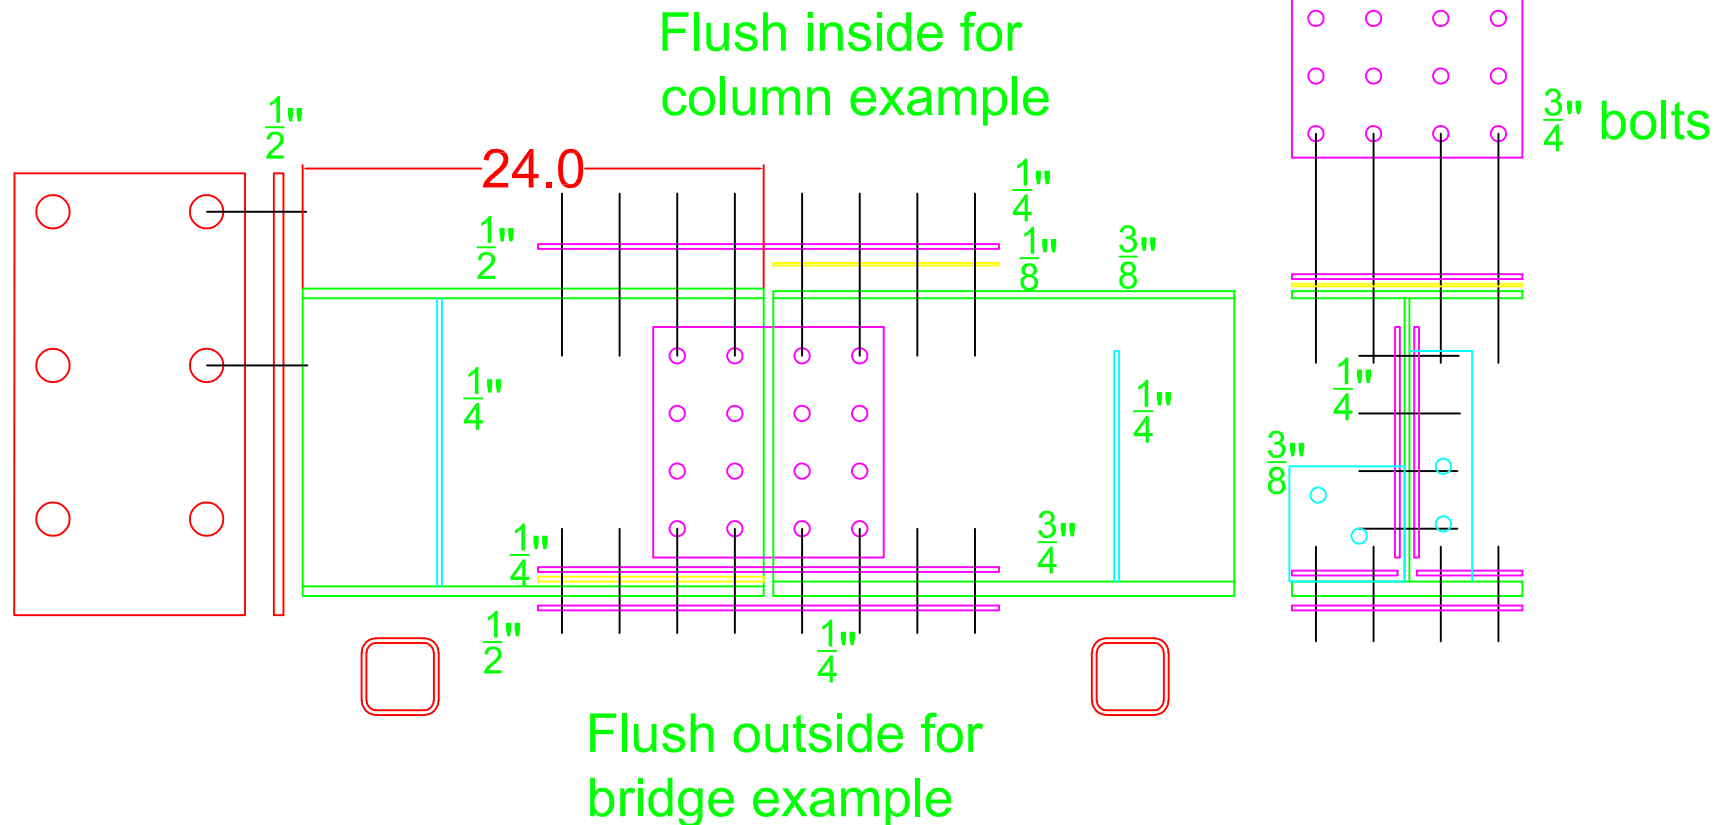 Flush inside for
column example
1/2"
3/4" bolts
24.0
1/4"
1/2"
1/8"
3/8"
1/4"
1/4"
1/4"
3/8"
1/4"
3/4"
1/2"
1/4"
Flush outside for
bridge example